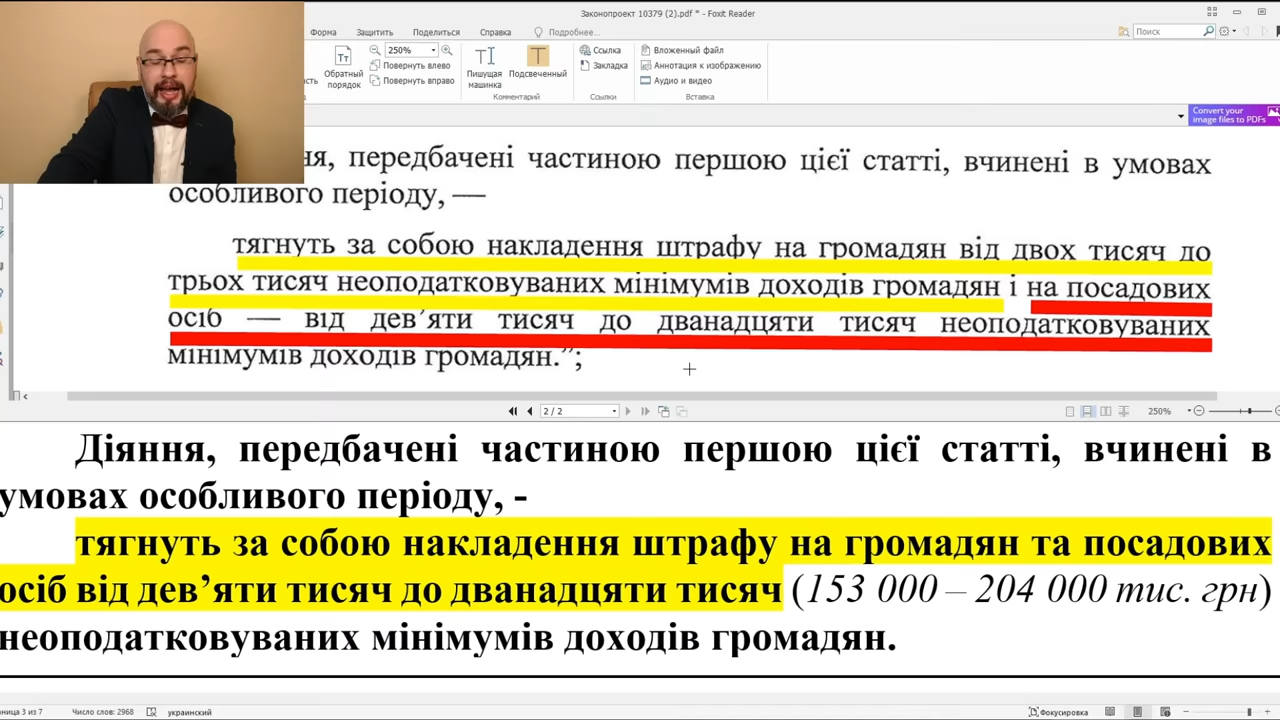 Законопроект 10379 (2).pdf * - Foxit Reader
Форма Защитить Поделиться Справка Подробнее... Поиск
250% Ссылка Вложенный файл
Обратный порядок Повернуть влево Пишущая машинка Подсвеченный Закладка Аннотация к изображению
Повернуть вправо Аудио и видео
Комментарий Ссылки Вставка
Convert your
image files to PDFs
ня, передбачені частиною першою цієї статті, вчинені в умовах
особливого періоду, —
тягнуть за собою накладення штрафу на громадян від двох тисяч до
трьох тисяч неоподатковуваних мінімумів доходів громадян і на посадових
осіб — від дев'яти тисяч до дванадцяти тисяч неоподатковуваних
мінімумів доходів громадян.”;
2 / 2 250%
Діяння, передбачені частиною першою цієї статті, вчинені в
умовах особливого періоду, -
тягнуть за собою накладення штрафу на громадян та посадових
осіб від дев’яти тисяч до дванадцяти тисяч (153 000 – 204 000 тис. грн)
неоподатковуваних мінімумів доходів громадян.
аница 3 из 7 Число слов: 2968 украинский Фокусировка